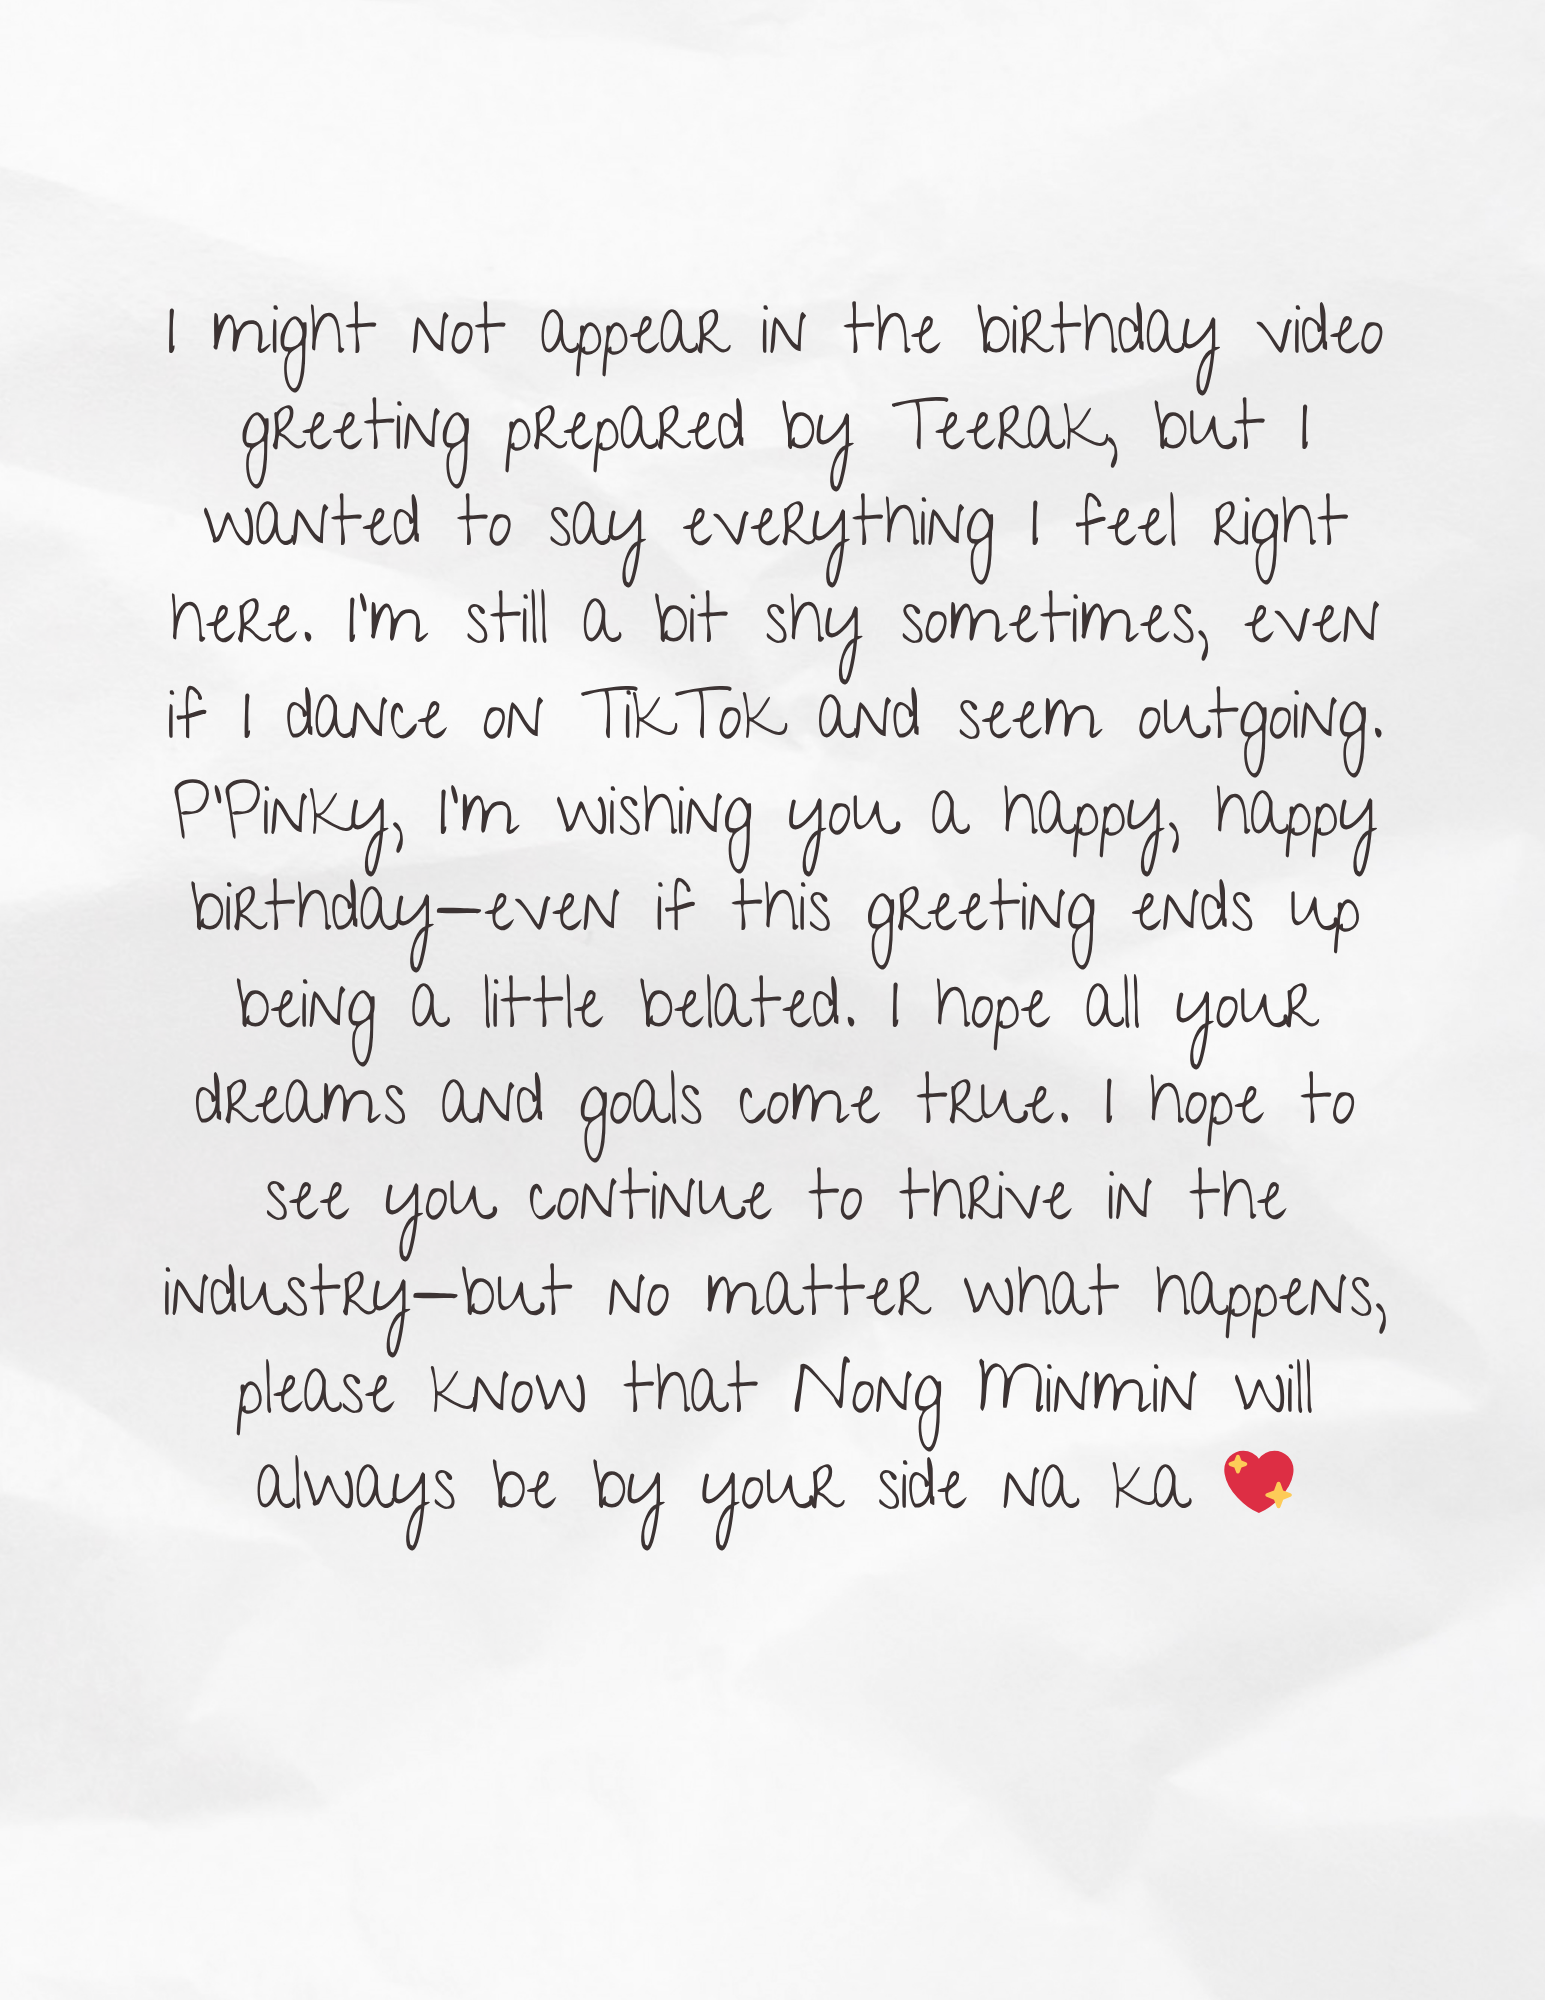 I might not appear in the birthday video
greeting prepared by Teerak, but I
wanted to say everything I feel right
here. I'm still a bit shy sometimes, even
if I dance on TikTok and seem outgoing.
P'Pinky, I'm wishing you a happy, happy
birthday—even if this greeting ends up
being a little belated. I hope all your
dreams and goals come true. I hope to
see you continue to thrive in the
industry—but no matter what happens,
please know that Nong Minmin will
always be by your side na ka 💖